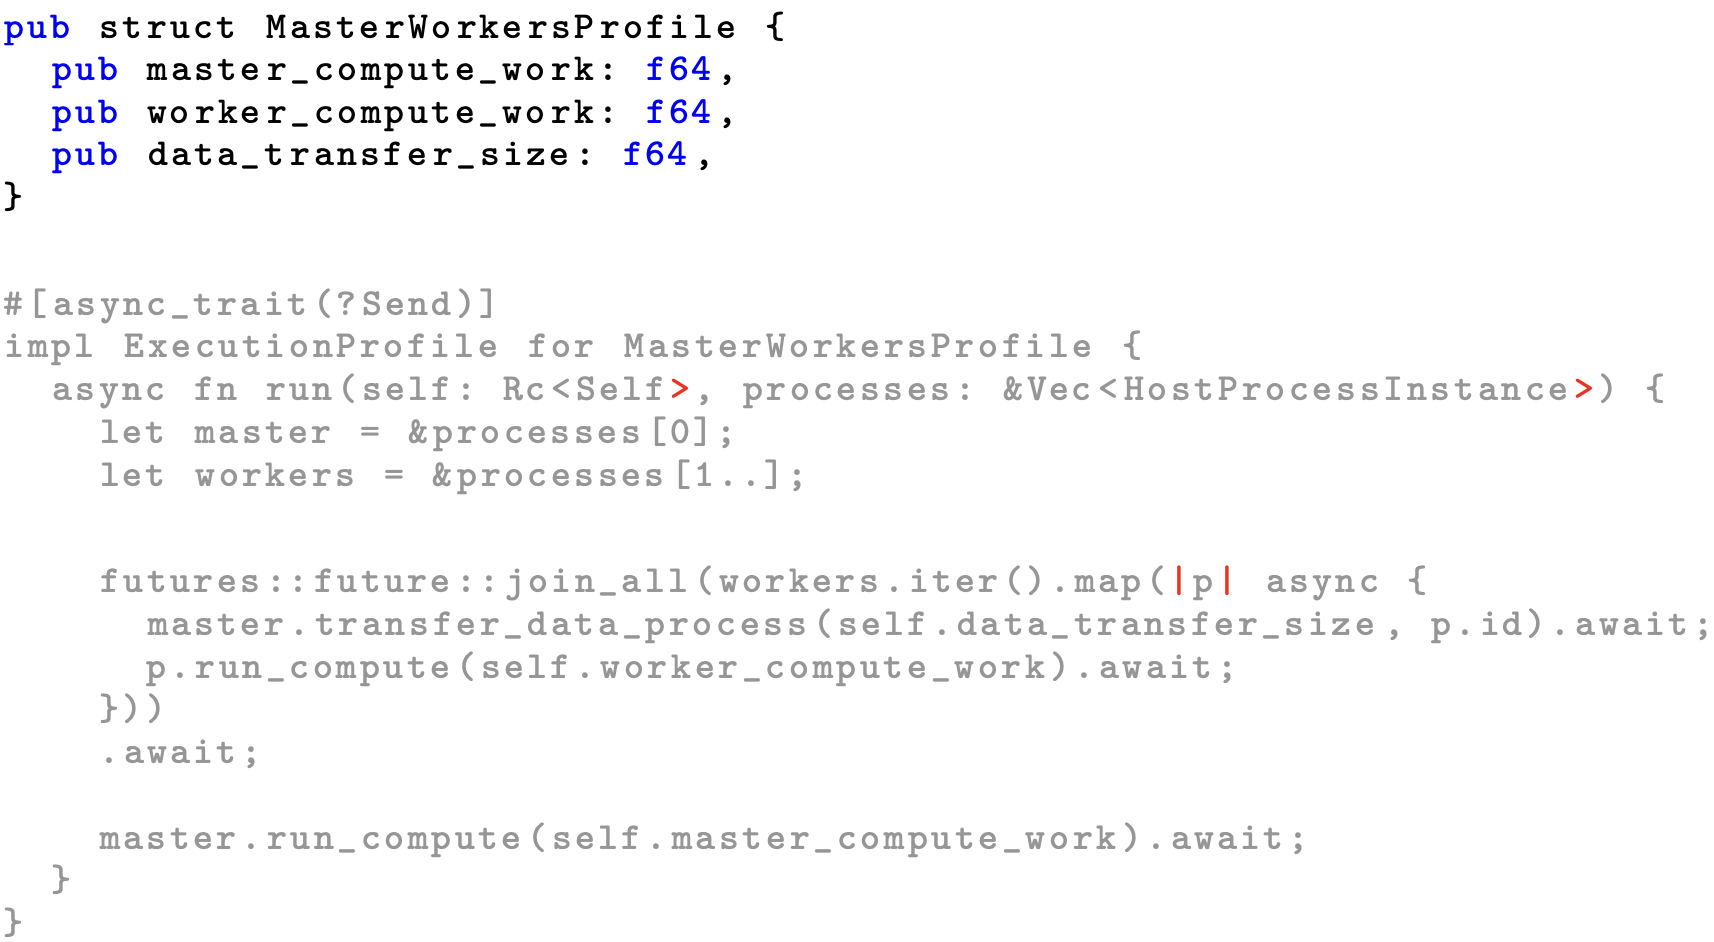 pub struct MasterWorkersProfile {
  pub master_compute_work: f64,
  pub worker_compute_work: f64,
  pub data_transfer_size: f64,
}

#[async_trait(?Send)]
impl ExecutionProfile for MasterWorkersProfile {
  async fn run(self: Rc<Self>, processes: &Vec<HostProcessInstance>) {
    let master = &processes[0];
    let workers = &processes[1..];

    futures::future::join_all(workers.iter().map(|p| async {
      master.transfer_data_process(self.data_transfer_size, p.id).await;
      p.run_compute(self.worker_compute_work).await;
    }))
    .await;

    master.run_compute(self.master_compute_work).await;
  }
}